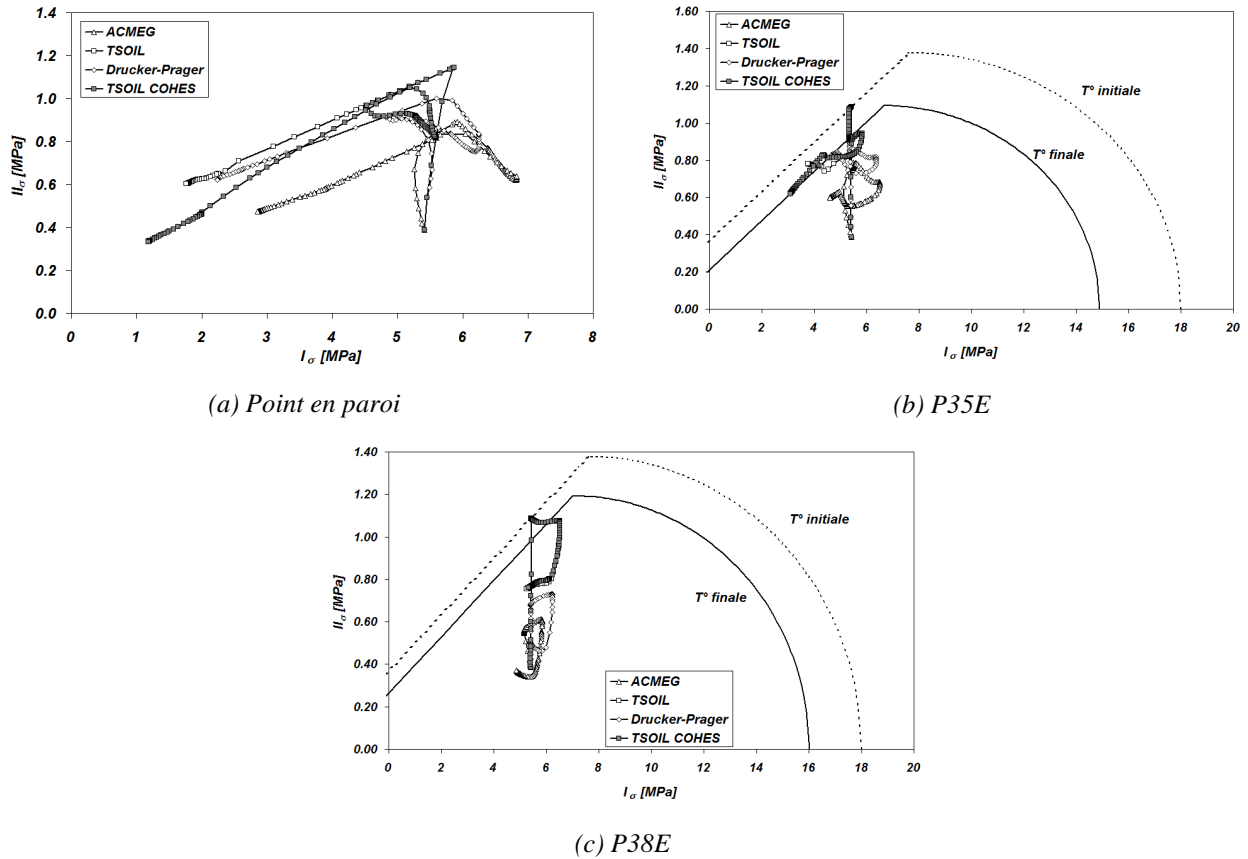 ACMEG
TSOIL
Drucker-Prager
TSOIL COHES
1.4
1.2
1.0
0.8
0.6
0.4
0.2
0.0
IIσ [MPa]
0 1 2 3 4 5 6 7 8
I σ [MPa]
(a) Point en paroi
ACMEG
TSOIL
Drucker-Prager
TSOIL COHES
1.60
1.40
1.20
1.00
0.80
0.60
0.40
0.20
0.00
IIσ [MPa]
T° initiale
T° finale
0 2 4 6 8 10 12 14 16 18 20
I σ [MPa]
(b) P35E
1.40
1.20
1.00
0.80
0.60
0.40
0.20
0.00
IIσ [MPa]
T° initiale
T° finale
ACMEG
TSOIL
Drucker-Prager
TSOIL COHES
0 2 4 6 8 10 12 14 16 18 20
I σ [MPa]
(c) P38E